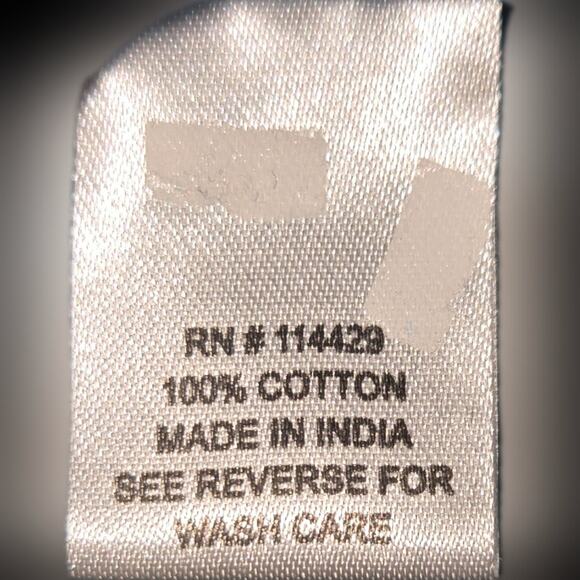 RN # 114429
100% COTTON
MADE IN INDIA
SEE REVERSE FOR
WASH CARE